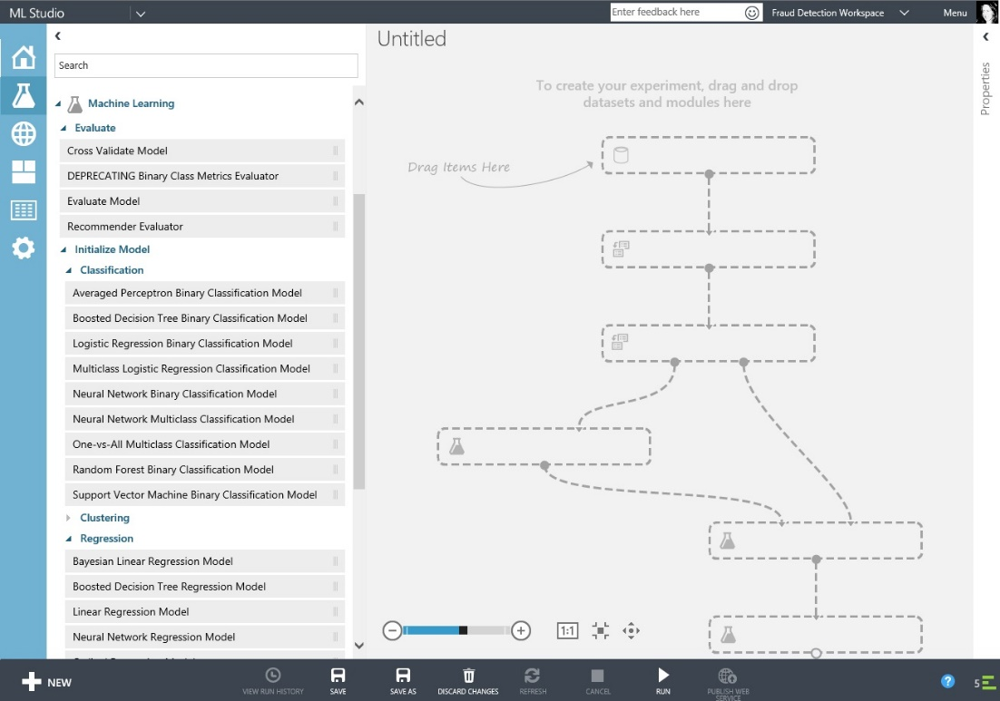 ML Studio
Enter feedback here
Fraud Detection Workspace
Menu
Search
Machine Learning
Evaluate
Cross Validate Model
DEPRECATING Binary Class Metrics Evaluator
Evaluate Model
Recommender Evaluator
Initialize Model
Classification
Averaged Perceptron Binary Classification Model
Boosted Decision Tree Binary Classification Model
Logistic Regression Binary Classification Model
Multiclass Logistic Regression Classification Model
Neural Network Binary Classification Model
Neural Network Multiclass Classification Model
One-vs-All Multiclass Classification Model
Random Forest Binary Classification Model
Support Vector Machine Binary Classification Model
Clustering
Regression
Bayesian Linear Regression Model
Boosted Decision Tree Regression Model
Linear Regression Model
Neural Network Regression Model
Untitled
To create your experiment, drag and drop
datasets and modules here
Drag Items Here
1:1
Properties
NEW
VIEW RUN HISTORY
SAVE
SAVE AS
DISCARD CHANGES
REFRESH
CANCEL
RUN
PUBLISH WEB
SERVICE
?
5